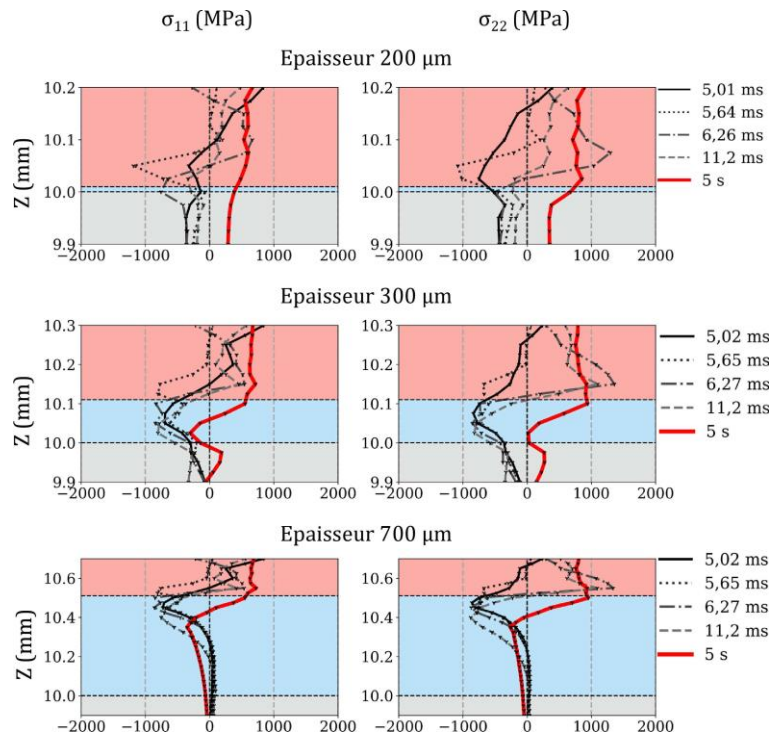 σ11 (MPa) σ22 (MPa)
Epaisseur 200 μm
10.2 10.2
10.1 10.1
10.0 10.0
9.9 9.9
Z (mm)
−2000 −1000 0 1000 2000 −2000 −1000 0 1000 2000
5,01 ms
5,64 ms
6,26 ms
11,2 ms
5 s
Epaisseur 300 μm
10.3 10.3
10.2 10.2
10.1 10.1
10.0 10.0
9.9 9.9
Z (mm)
−2000 −1000 0 1000 2000 −2000 −1000 0 1000 2000
5,02 ms
5,65 ms
6,27 ms
11,2 ms
5 s
Epaisseur 700 μm
10.6 10.6
10.4 10.4
10.2 10.2
10.0 10.0
Z (mm)
−2000 −1000 0 1000 2000 −2000 −1000 0 1000 2000
5,02 ms
5,65 ms
6,27 ms
11,2 ms
5 s